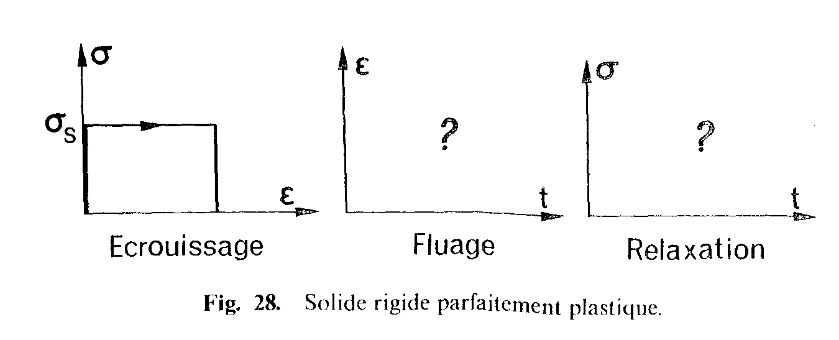 σ
σS
ε
Ecrouissage
ε
?
t
Fluage
σ
?
t
Relaxation
Fig. 28. Solide rigide parfaitement plastique.